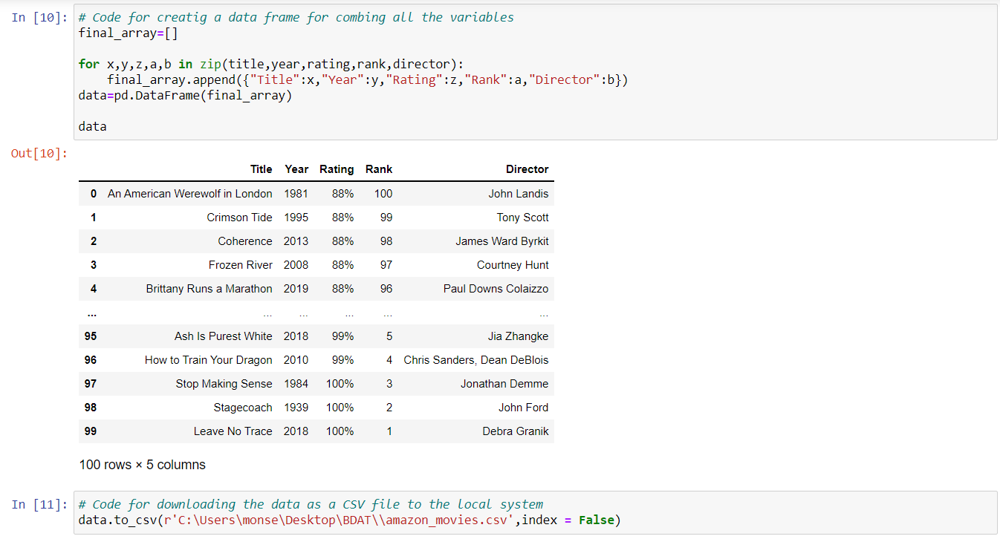 In [10]: # Code for creatig a data frame for combing all the variables
final_array=[]
for x,y,z,a,b in zip(title,year,rating,rank,director):
final_array.append({"Title":x,"Year":y,"Rating":z,"Rank":a,"Director":b})
data=pd.DataFrame(final_array)
data
Out[10]:
Title Year Rating Rank Director
0 An American Werewolf in London 1981 88% 100 John Landis
1 Crimson Tide 1995 88% 99 Tony Scott
2 Coherence 2013 88% 98 James Ward Byrkit
3 Frozen River 2008 88% 97 Courtney Hunt
4 Brittany Runs a Marathon 2019 88% 96 Paul Downs Colaizzo
... ... ... ... ... ...
95 Ash Is Purest White 2018 99% 5 Jia Zhangke
96 How to Train Your Dragon 2010 99% 4 Chris Sanders, Dean DeBlois
97 Stop Making Sense 1984 100% 3 Jonathan Demme
98 Stagecoach 1939 100% 2 John Ford
99 Leave No Trace 2018 100% 1 Debra Granik
100 rows × 5 columns
In [11]: # Code for downloading the data as a CSV file to the local system
data.to_csv(r'C:\Users\monse\Desktop\BDAT\\amazon_movies.csv',index = False)